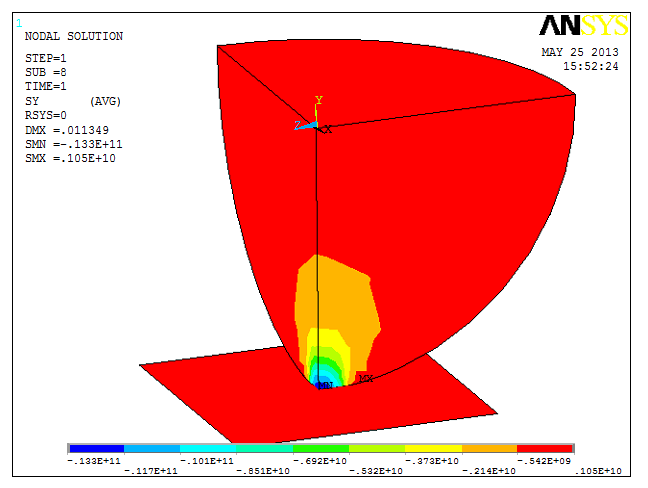 1
NODAL SOLUTION
STEP=1
SUB =8
TIME=1
SY (AVG)
RSYS=0
DMX =.011349
SMN =-.133E+11
SMX =.105E+10
ANSYS
MAY 25 2013
15:52:24
Y
Z X
MX
-.133E+11 -.101E+11 -.692E+10 -.373E+10 -.542E+09
-.117E+11 -.851E+10 -.532E+10 -.214E+10 .105E+10